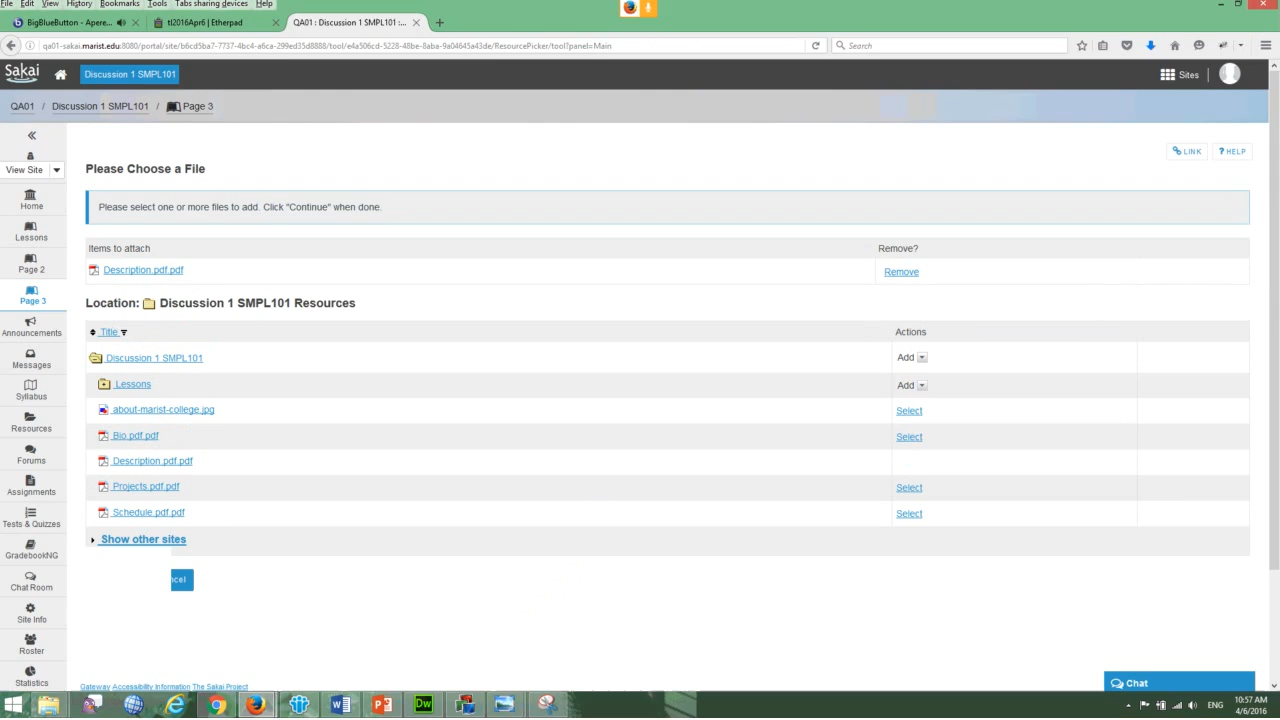 File Edit View History Bookmarks Tools Tabs sharing devices Help
BigBlueButton - Apere...
tl2016Apr6 | Etherpad
QA01 : Discussion 1 SMPL101 :...
qa01-sakai.marist.edu:8080/portal/site/b6cd5ba7-7737-4bc4-a6ca-299ed35d8888/tool/e4a506cd-5228-48be-8aba-9a04645a43de/ResourcePicker/tool?panel=Main
Search
Sakai
Discussion 1 SMPL101
Sites
QA01 / Discussion 1 SMPL101 / Page 3
LINK
? HELP
View Site
Home
Lessons
Page 2
Page 3
Announcements
Messages
Syllabus
Resources
Forums
Assignments
Tests & Quizzes
GradebookNG
Chat Room
Site Info
Roster
Statistics
Please Choose a File
Please select one or more files to add. Click "Continue" when done.
Items to attach Remove?
Description.pdf.pdf Remove
Location: Discussion 1 SMPL101 Resources
Title Actions
Discussion 1 SMPL101 Add
Lessons Add
about-marist-college.jpg Select
Bio.pdf.pdf Select
Description.pdf.pdf
Projects.pdf.pdf Select
Schedule.pdf.pdf Select
Show other sites
ncel
Gateway Accessibility Information The Sakai Project
Chat
ENG
10:57 AM
4/6/2016